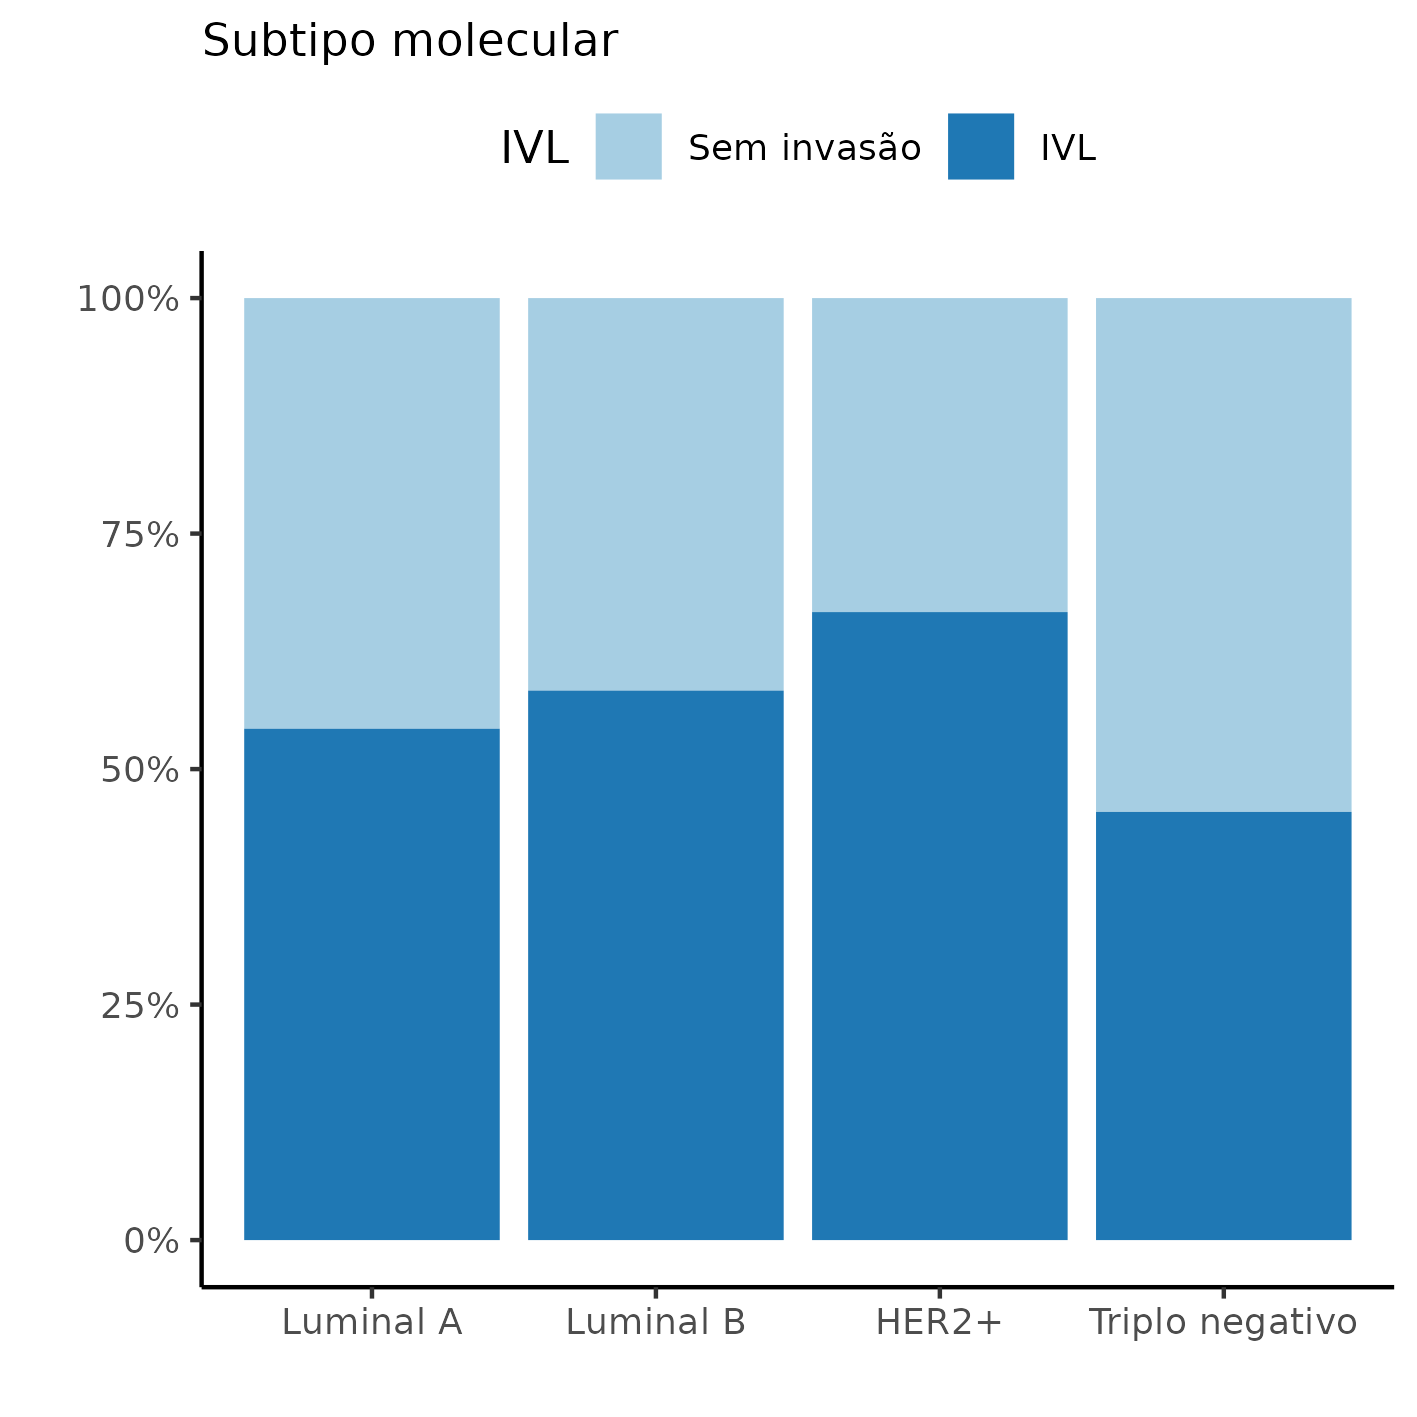 Subtipo molecular
IVL Sem invasão IVL
100%
75%
50%
25%
0%
Luminal A Luminal B HER2+ Triplo negativo